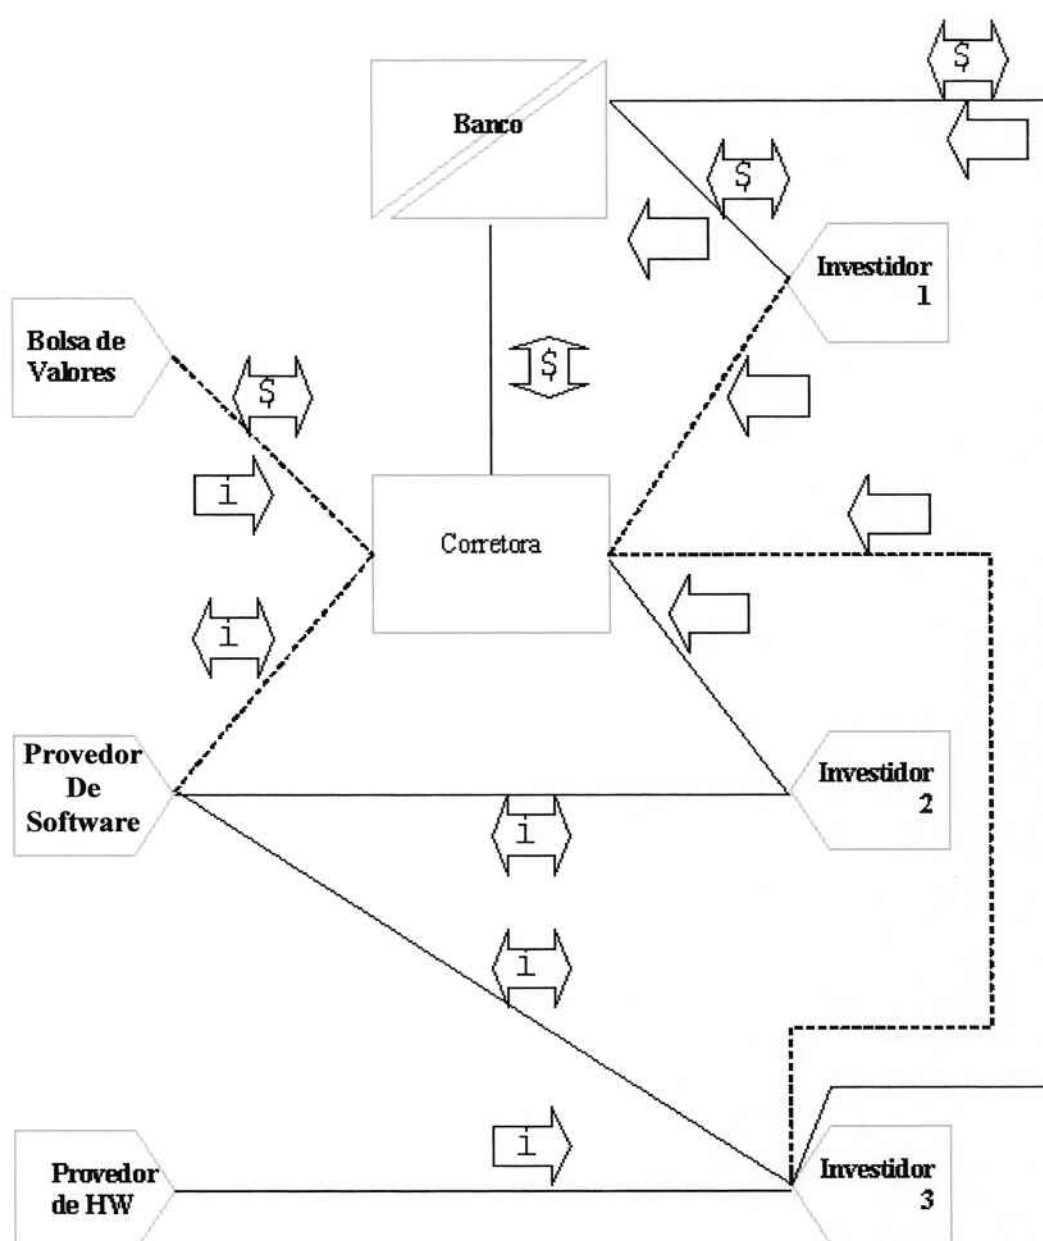 $
Banco
$
Investidor
1
Bolsa de
Valores
$
$
i
Corretora
i
Provedor
De
Software
Investidor
2
i
i
i
Provedor
de HW
Investidor
3